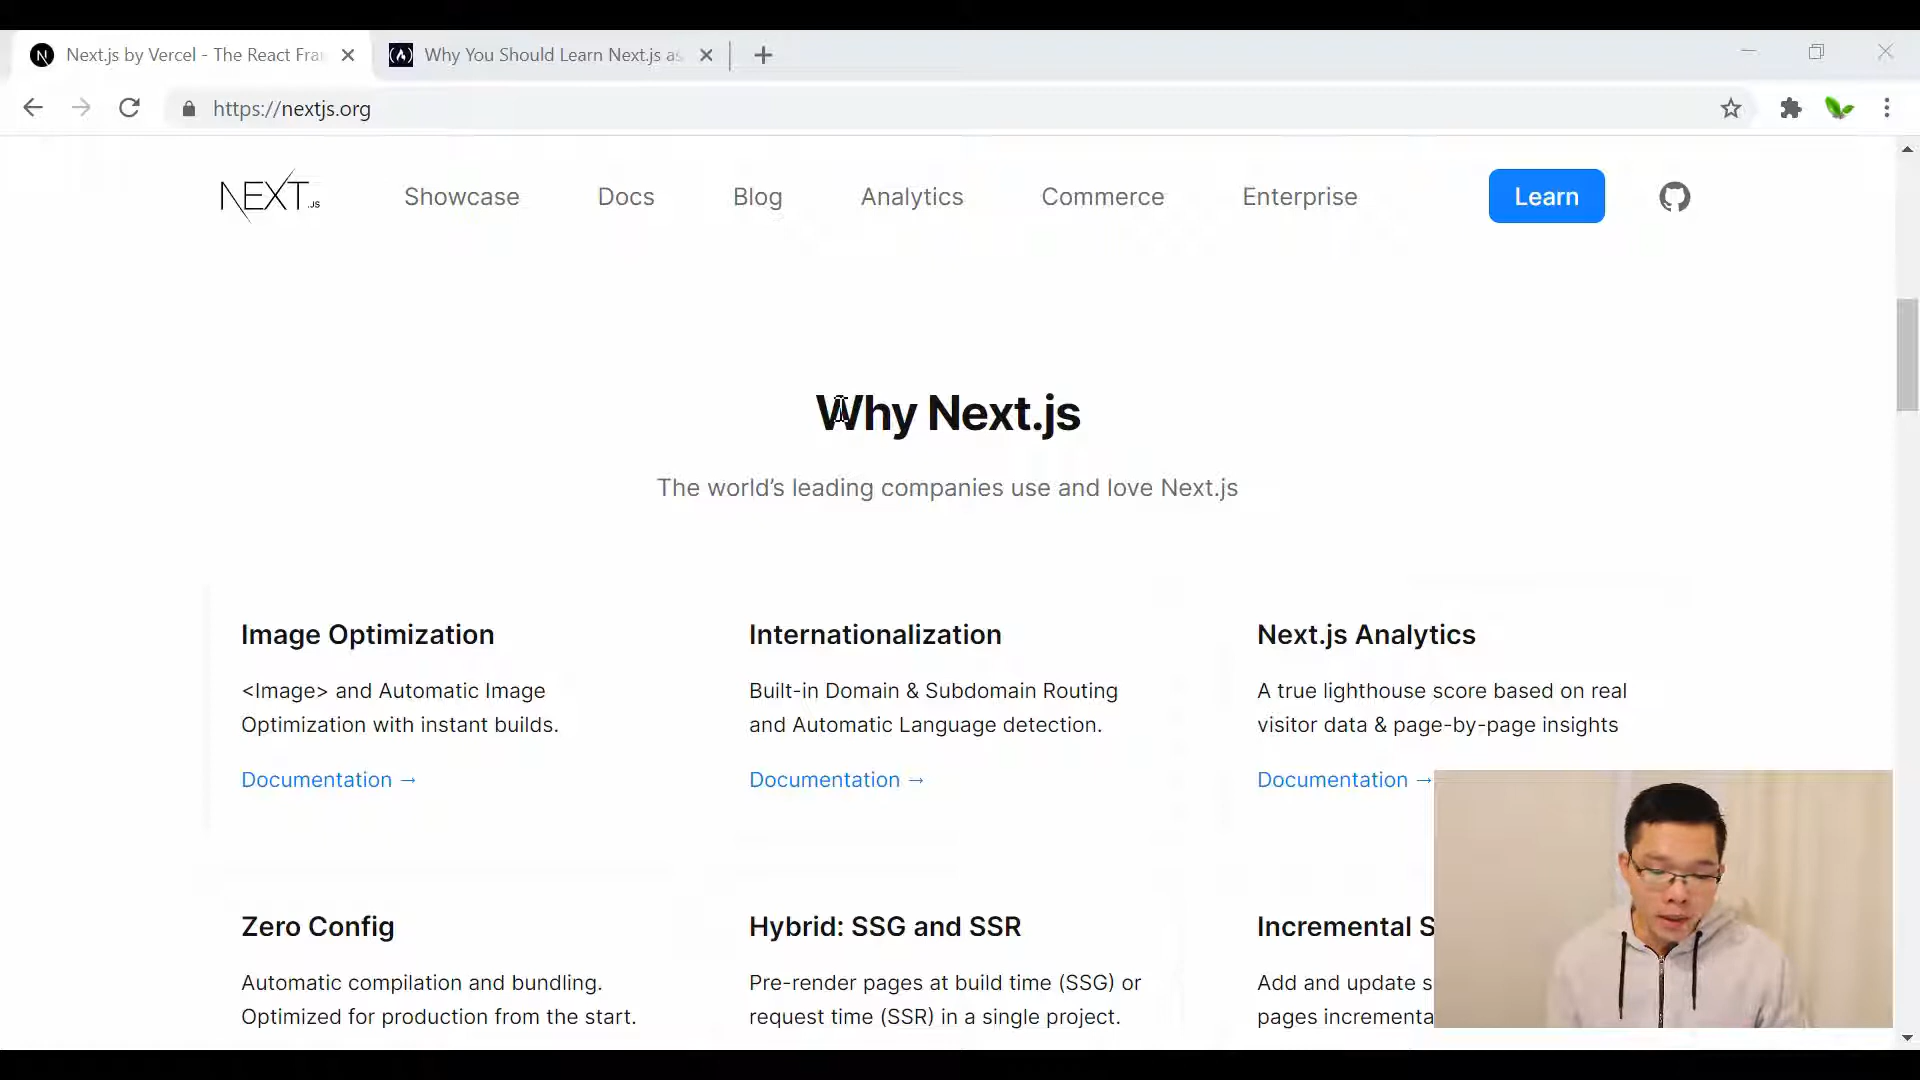 Next.js by Vercel - The React Fra
Why You Should Learn Next.js as
https://nextjs.org
NEXT.JS
Showcase
Docs
Blog
Analytics
Commerce
Enterprise
Learn
Why Next.js
The world’s leading companies use and love Next.js
Image Optimization
<Image> and Automatic Image
Optimization with instant builds.
Documentation →
Internationalization
Built-in Domain & Subdomain Routing
and Automatic Language detection.
Documentation →
Next.js Analytics
A true lighthouse score based on real
visitor data & page-by-page insights
Documentation →
Zero Config
Automatic compilation and bundling.
Optimized for production from the start.
Hybrid: SSG and SSR
Pre-render pages at build time (SSG) or
request time (SSR) in a single project.
Incremental S
Add and update s
pages incrementa